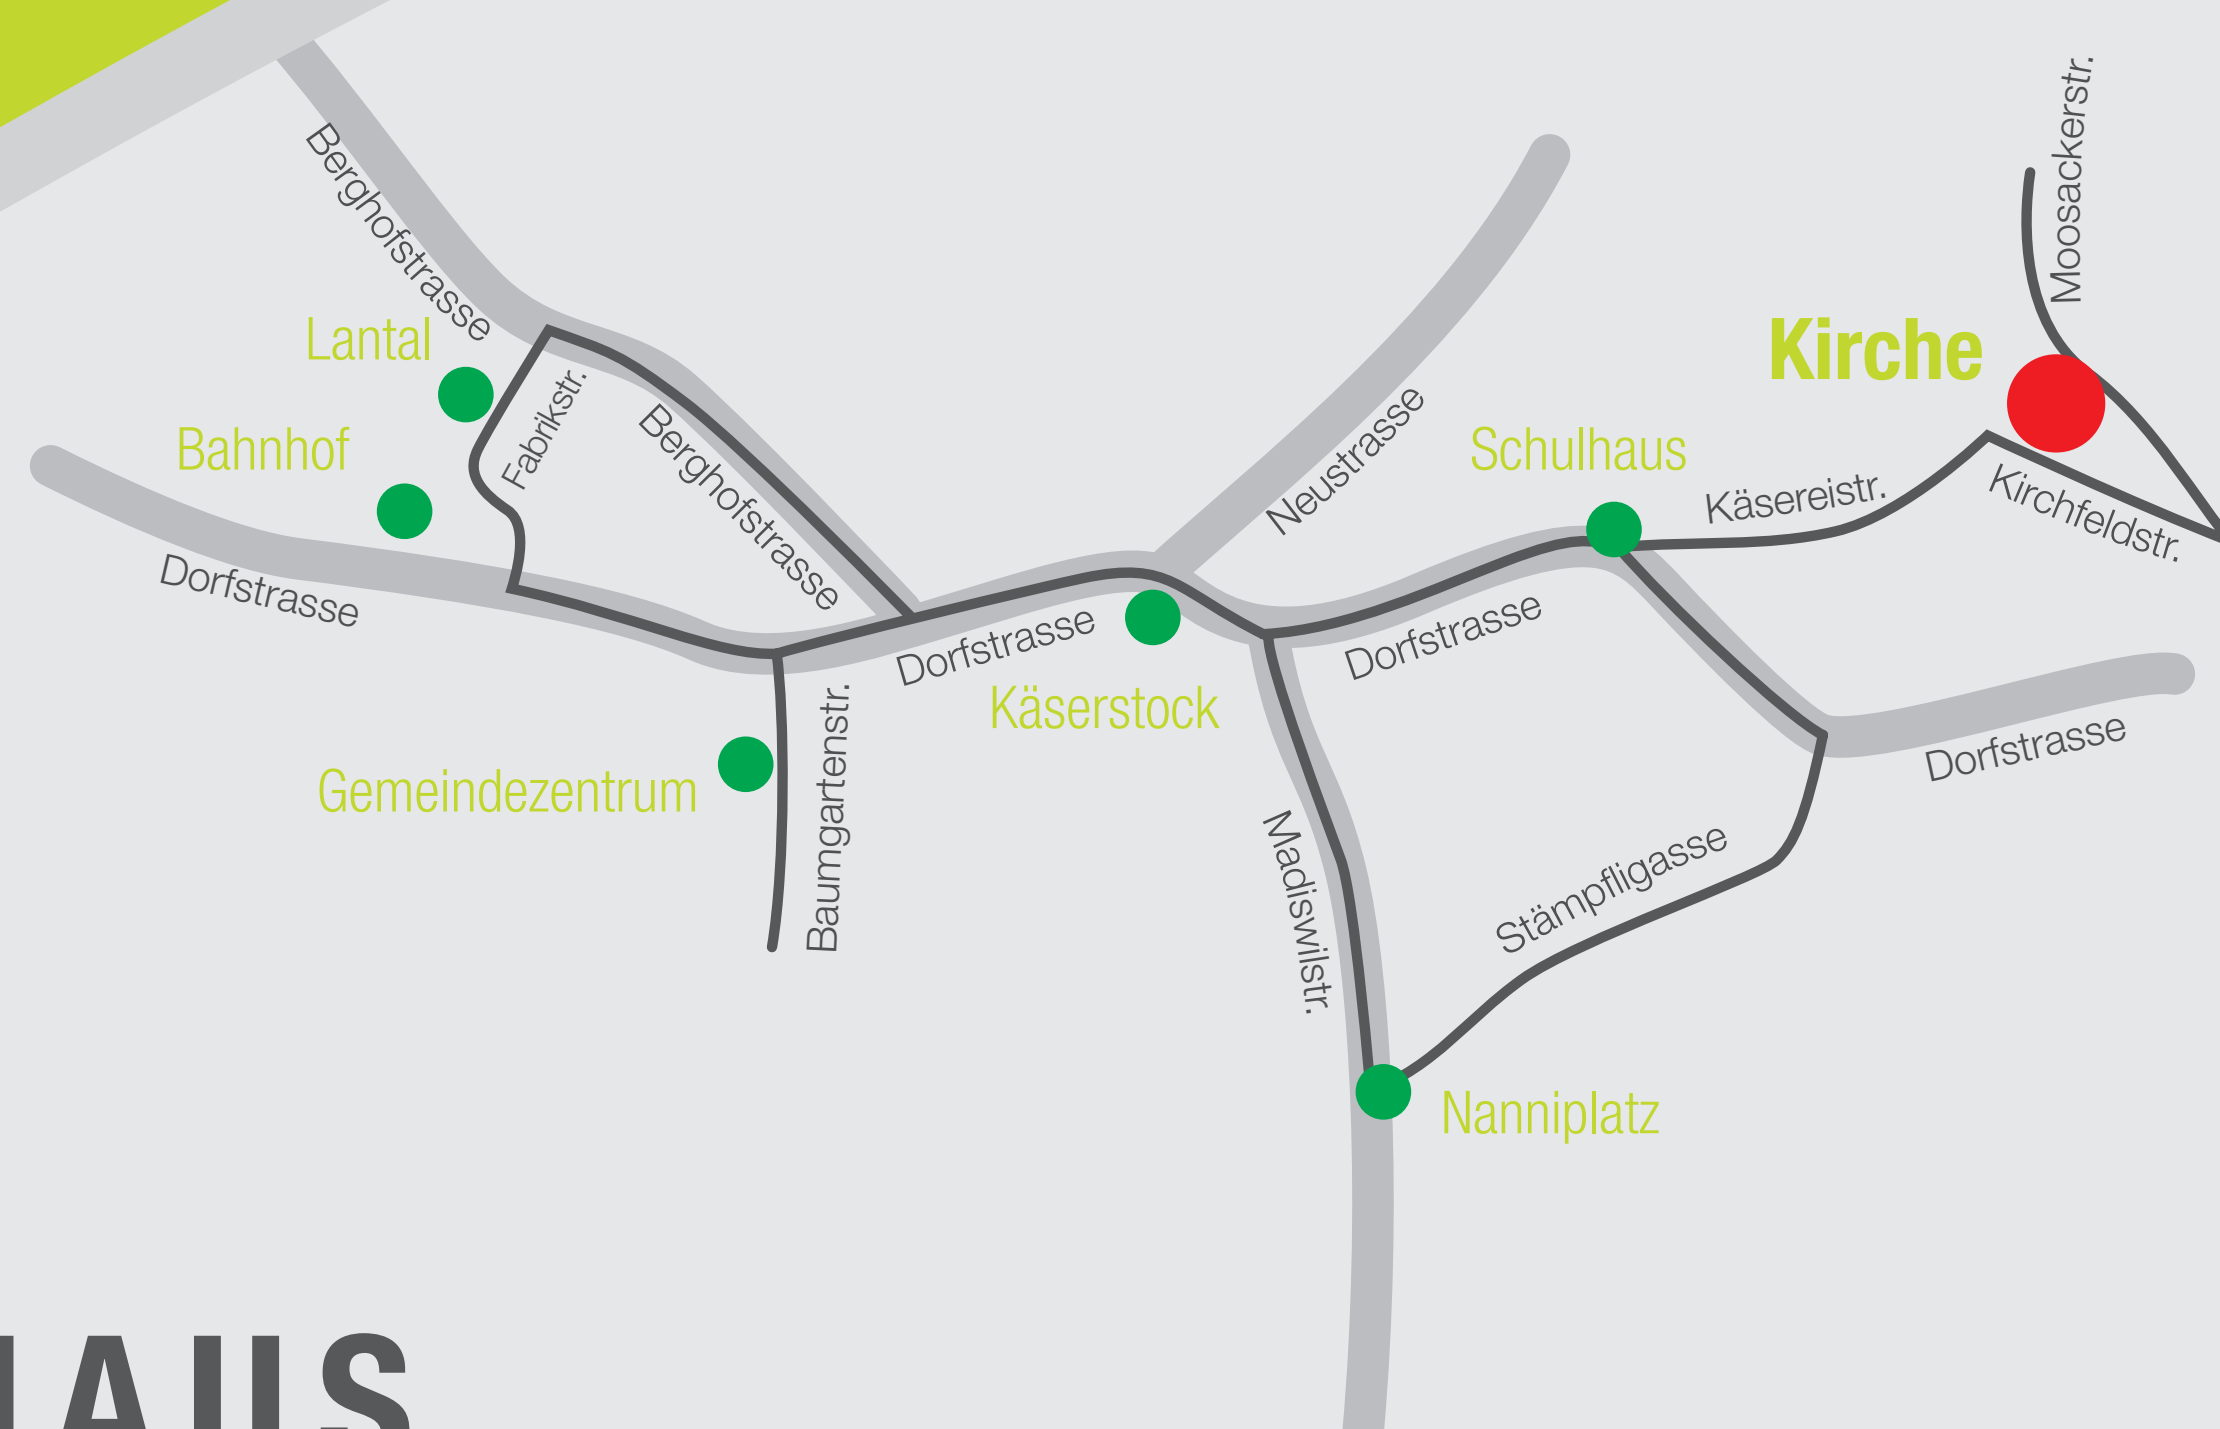 Moosackerstr.
Berghofstrasse
Lantal
Kirche
Fabrikstr.
Bahnhof
Berghofstrasse
Neustrasse
Schulhaus
Käsereistr.
Kirchfeldstr.
Dorfstrasse
Dorfstrasse
Dorfstrasse
Käserstock
Dorfstrasse
Gemeindezentrum
Baumgartenstr.
Madiswilstr.
Stämpfligasse
Nanniplatz
AUS